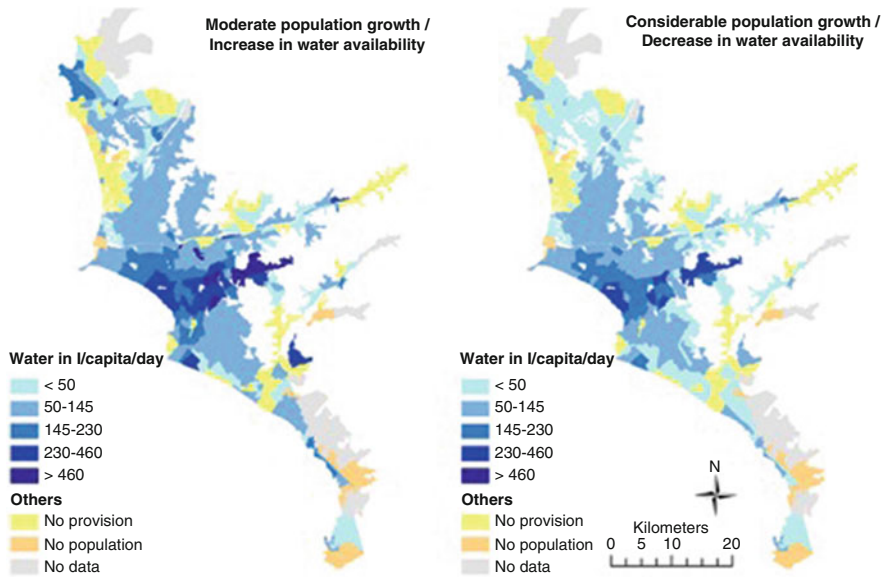 Moderate population growth /
Increase in water availability
Considerable population growth /
Decrease in water availability
Water in l/capita/day
< 50
50-145
145-230
230-460
> 460
Others
No provision
No population
No data
Water in l/capita/day
< 50
50-145
145-230
230-460
> 460
Others
No provision
No population
No data
N
Kilometers
0 5 10 20